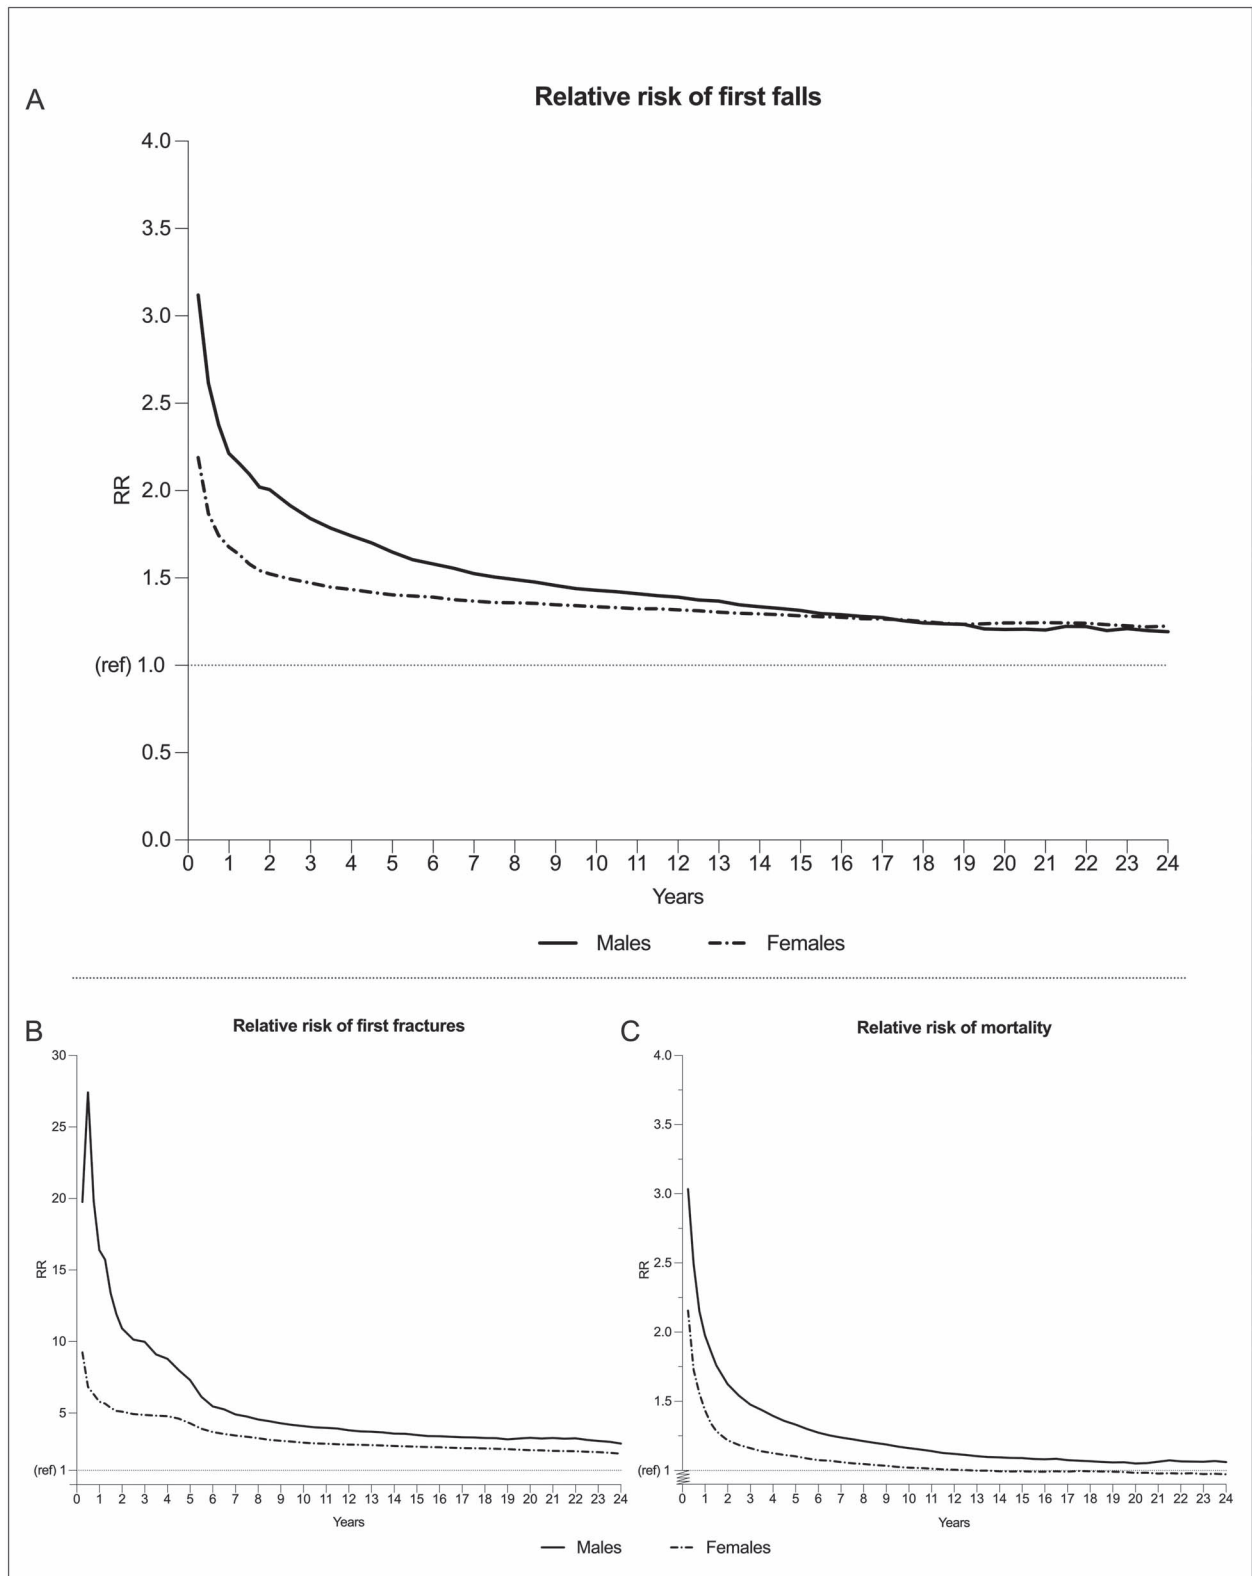 A
Relative risk of first falls
4.0
3.5
3.0
2.5
2.0
1.5
(ref) 1.0
0.5
0.0
RR
0 1 2 3 4 5 6 7 8 9 10 11 12 13 14 15 16 17 18 19 20 21 22 23 24
Years
Males Females
B
Relative risk of first fractures
30
25
20
15
10
5
(ref) 1
RR
0 1 2 3 4 5 6 7 8 9 10 11 12 13 14 15 16 17 18 19 20 21 22 23 24
Years
C
Relative risk of mortality
4.0
3.5
3.0
2.5
2.0
1.5
(ref) 1
RR
0 1 2 3 4 5 6 7 8 9 10 11 12 13 14 15 16 17 18 19 20 21 22 23 24
Years
Males Females